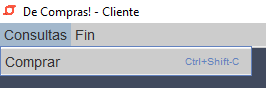 De Compras! - Cliente
Consultas Fin
Comprar Ctrl+Shift-C